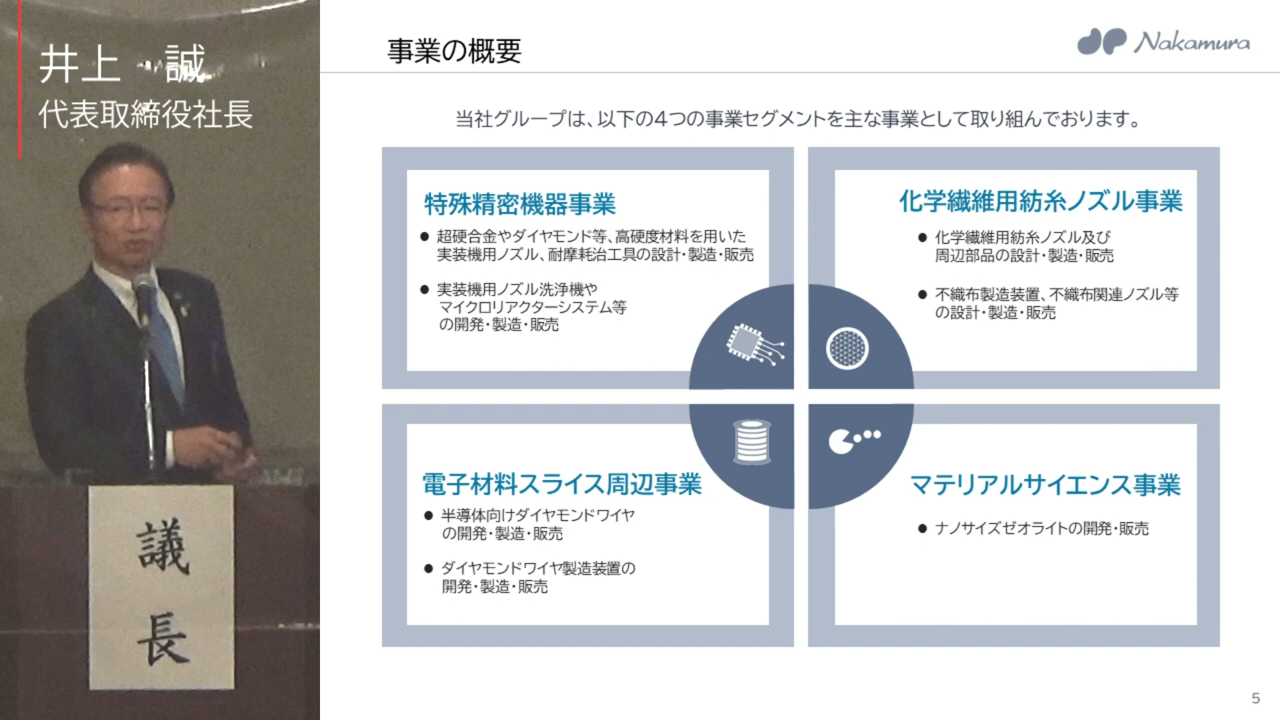 井上　誠
代表取締役社長
議
長
事業の概要
Nakamura
当社グループは、以下の4つの事業セグメントを主な事業として取り組んでおります。
特殊精密機器事業
● 超硬合金やダイヤモンド等、高硬度材料を用いた
実装機用ノズル、耐摩耗治工具の設計・製造・販売
● 実装機用ノズル洗浄機や
マイクロリアクターシステム等
の開発・製造・販売
化学繊維用紡糸ノズル事業
● 化学繊維用紡糸ノズル及び
周辺部品の設計・製造・販売
● 不織布製造装置、不織布関連ノズル等
の設計・製造・販売
電子材料スライス周辺事業
● 半導体向けダイヤモンドワイヤ
の開発・製造・販売
● ダイヤモンドワイヤ製造装置の
開発・製造・販売
マテリアルサイエンス事業
● ナノサイズゼオライトの開発・販売
5